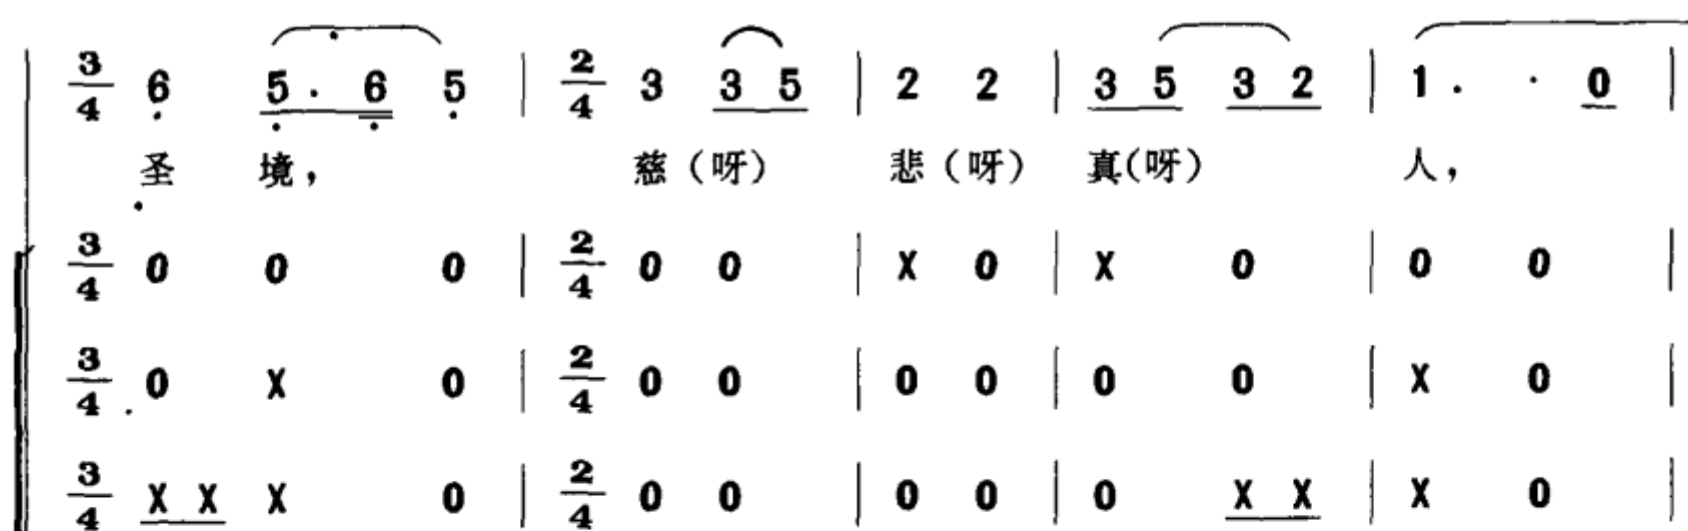 3/4 6 5 . 6 5 | 2/4 3 3 5 | 2 2 | 3 5 3 2 | 1 . · 0 |
圣 境， 慈（呀） 悲（呀） 真（呀） 人，
3/4 0 0 0 | 2/4 0 0 | X 0 | X 0 | 0 0 |
3/4 0 X 0 | 2/4 0 0 | 0 0 | 0 0 | X 0 |
3/4 X X X 0 | 2/4 0 0 | 0 0 | 0 X X | X 0 |